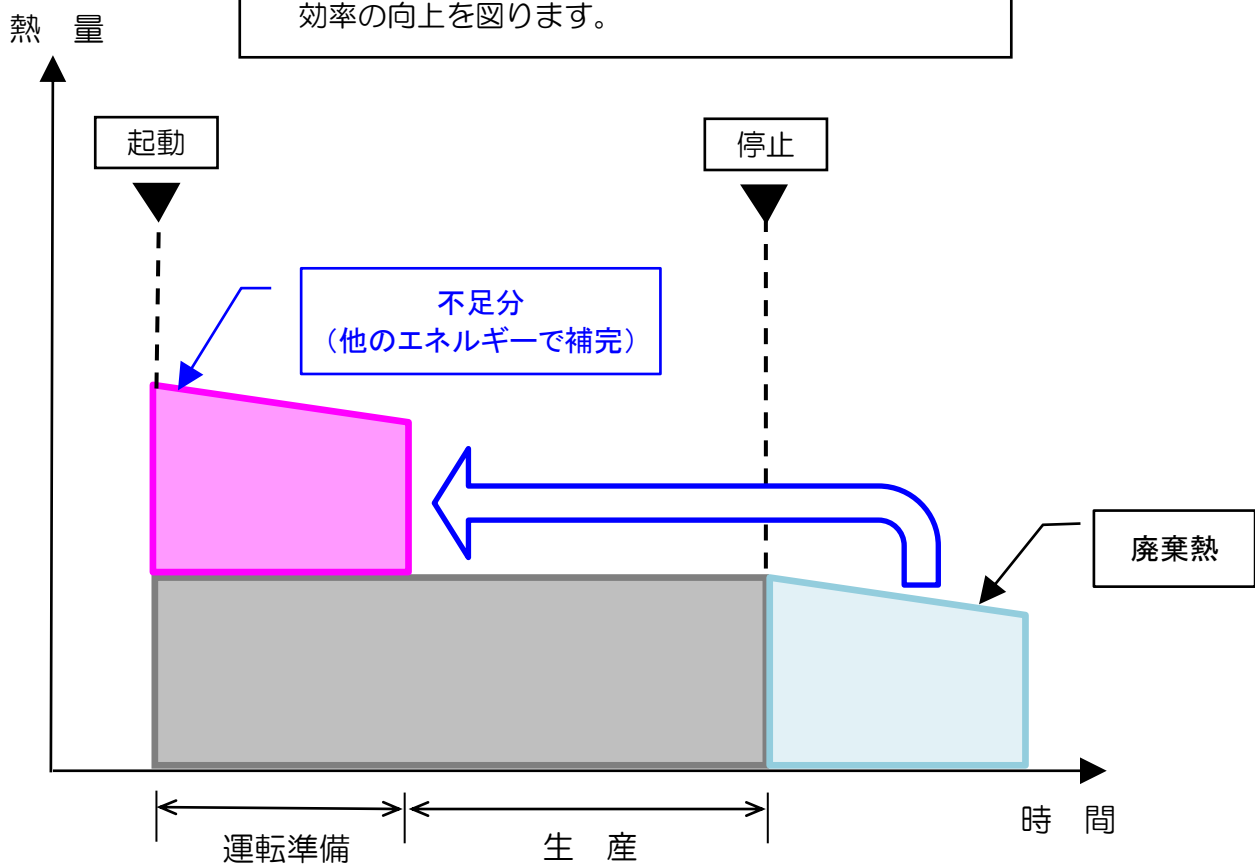 効率の向上を図ります。
熱　量
起動
停止
不足分
（他のエネルギーで補完）
廃棄熱
時　間
運転準備
生　産